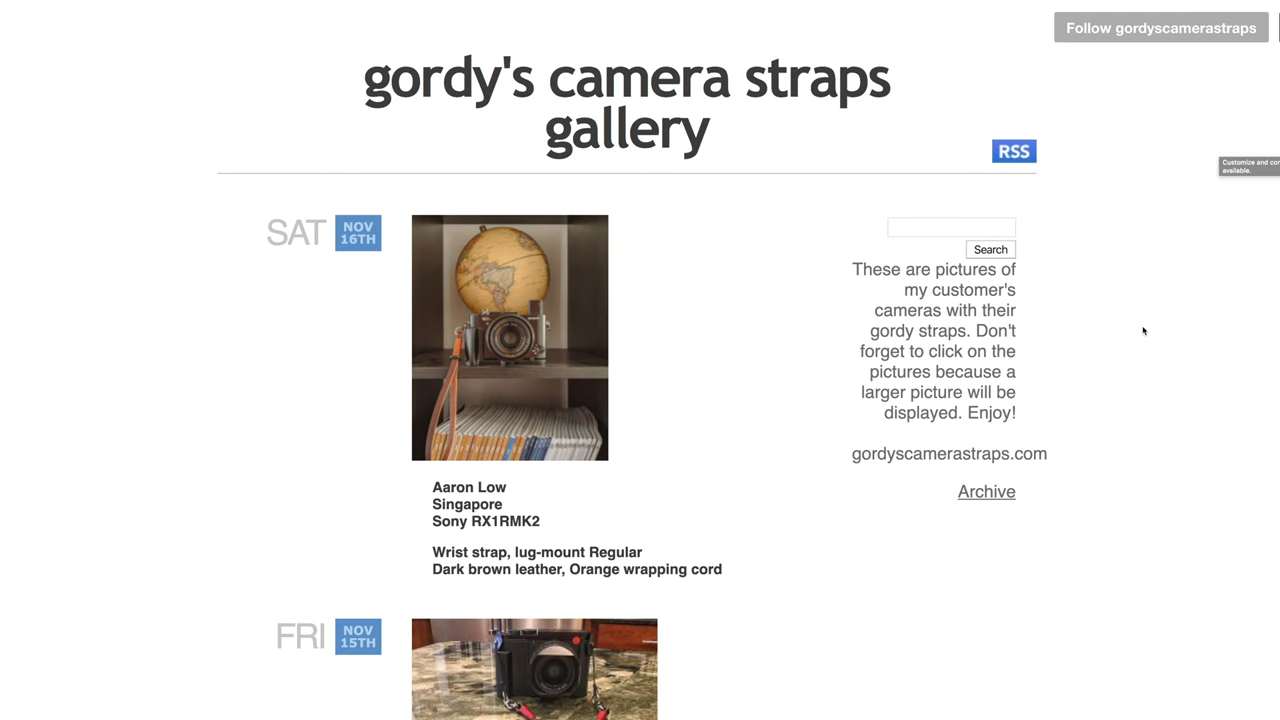 Follow gordyscamerastraps
gordy's camera straps
gallery
RSS
Customize and cor
available.
SAT
NOV
16TH
Search
These are pictures of
my customer's
cameras with their
gordy straps. Don't
forget to click on the
pictures because a
larger picture will be
displayed. Enjoy!
gordyscamerastraps.com
Archive
Aaron Low
Singapore
Sony RX1RMK2
Wrist strap, lug-mount Regular
Dark brown leather, Orange wrapping cord
FRI
NOV
15TH